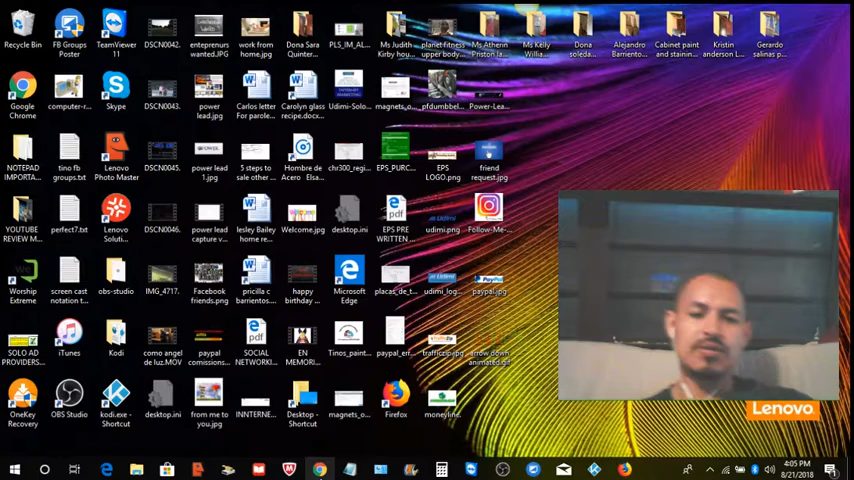 Recycle Bin
FB Groups
Poster
TeamViewer
11
DSCN0042.
enteprenurs
wanted.JPG
work from
home.jpg
Dona Sara
Quinter...
PLS_IM_AL...
Ms Judith
Kirby hou...
planet fitness
upper body...
Ms Atherin
Priston la...
Ms Kelly
Willia...
Dona
soleda...
Alejandro
Barriento...
Cabinet paint
and stainin...
Kristin
anderson L...
Gerardo
salinas p...
Google
Chrome
computer-r...
Skype
DSCN0043.
power
lead.jpg
Carlos letter
For parole...
Carolyn glass
recipe.docx...
Udimi-Solo...
magnets_o...
pfdumbbel...
Power-Lea...
NOTEPAD
IMPORTA...
tino fb
groups.txt
Lenovo
Photo Master
DSCN0045.
power lead
1.jpg
5 steps to
sale other ...
Hombre de
Acero _Elsa...
chr300_regi...
EPS_PURC...
EPS
LOGO.png
friend
request.jpg
YOUTUBE
REVIEW M...
perfect7.txt
Lenovo
Soluti...
DSCN0046.
power lead
capture v...
lesley Bailey
home re...
Welcome.jpg
desktop.ini
EPS PRE
WRITTEN ...
udimi.png
Follow-Me-...
Worship
Extreme
screen cast
notation t...
obs-studio
IMG_4717.
Facebook
friends.png
pricilla c
barrientos...
happy
birthday ...
Microsoft
Edge
placas_de_t...
udimi_log...
paypal.jpg
SOLO AD
PROVIDERS...
iTunes
Kodi
como angel
de luz.MOV
paypal
comissions...
SOCIAL
NETWORKI...
EN
MEMORI...
Tinos_paint...
paypal_err...
trafficzip.jpg
arrow down
animated.gif
OneKey
Recovery
OBS Studio
kodi.exe -
Shortcut
desktop.ini
from me to
you.jpg
INNTERNE...
Desktop -
Shortcut
magnets_o...
Firefox
moneyline.
Lenovo
4:05 PM
8/21/2018